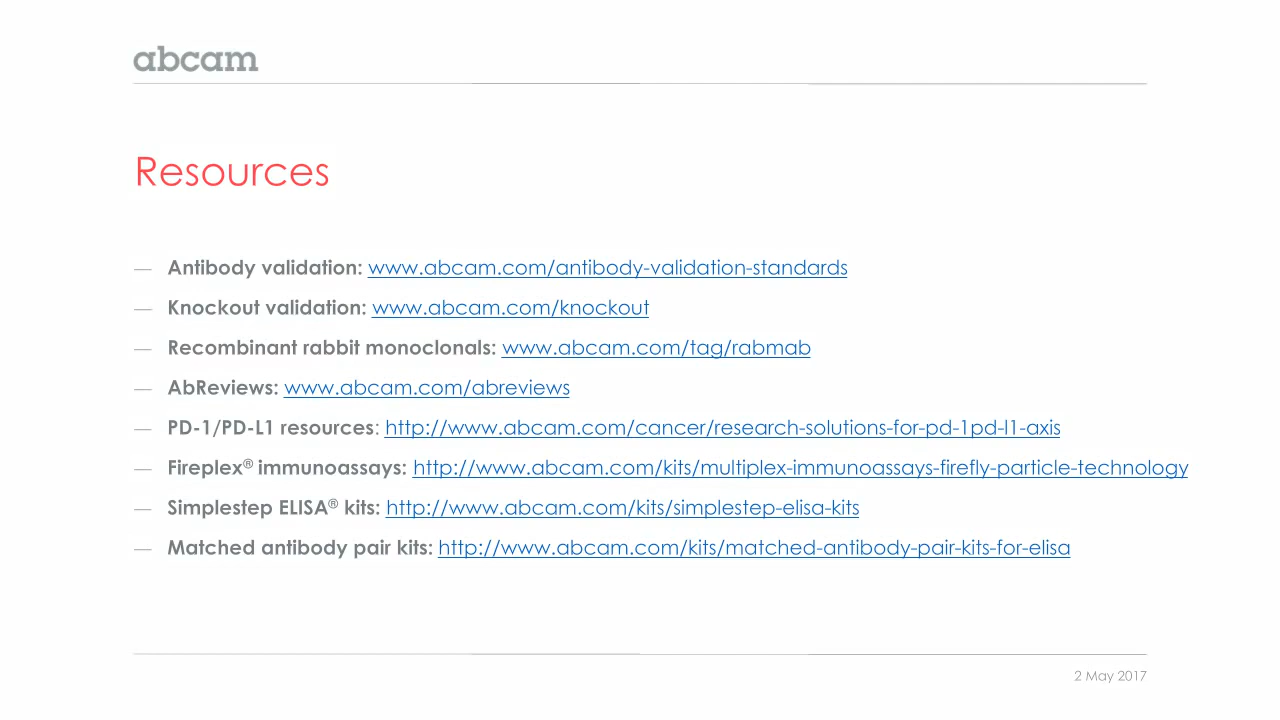 abcam
Resources
— Antibody validation: www.abcam.com/antibody-validation-standards
— Knockout validation: www.abcam.com/knockout
— Recombinant rabbit monoclonals: www.abcam.com/tag/rabmab
— AbReviews: www.abcam.com/abreviews
— PD-1/PD-L1 resources: http://www.abcam.com/cancer/research-solutions-for-pd-1pd-l1-axis
— Fireplex® immunoassays: http://www.abcam.com/kits/multiplex-immunoassays-firefly-particle-technology
— Simplestep ELISA® kits: http://www.abcam.com/kits/simplestep-elisa-kits
— Matched antibody pair kits: http://www.abcam.com/kits/matched-antibody-pair-kits-for-elisa
2 May 2017